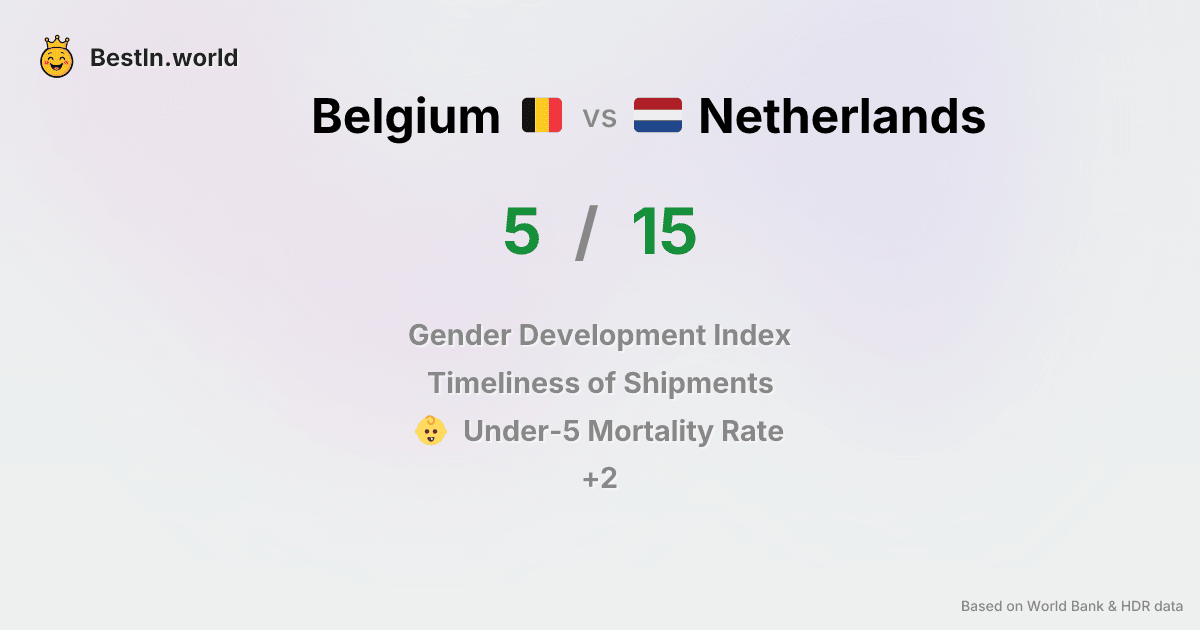 BestIn.world
Belgium vs Netherlands
5 / 15
Gender Development Index
Timeliness of Shipments
Under-5 Mortality Rate
+2
Based on World Bank & HDR data